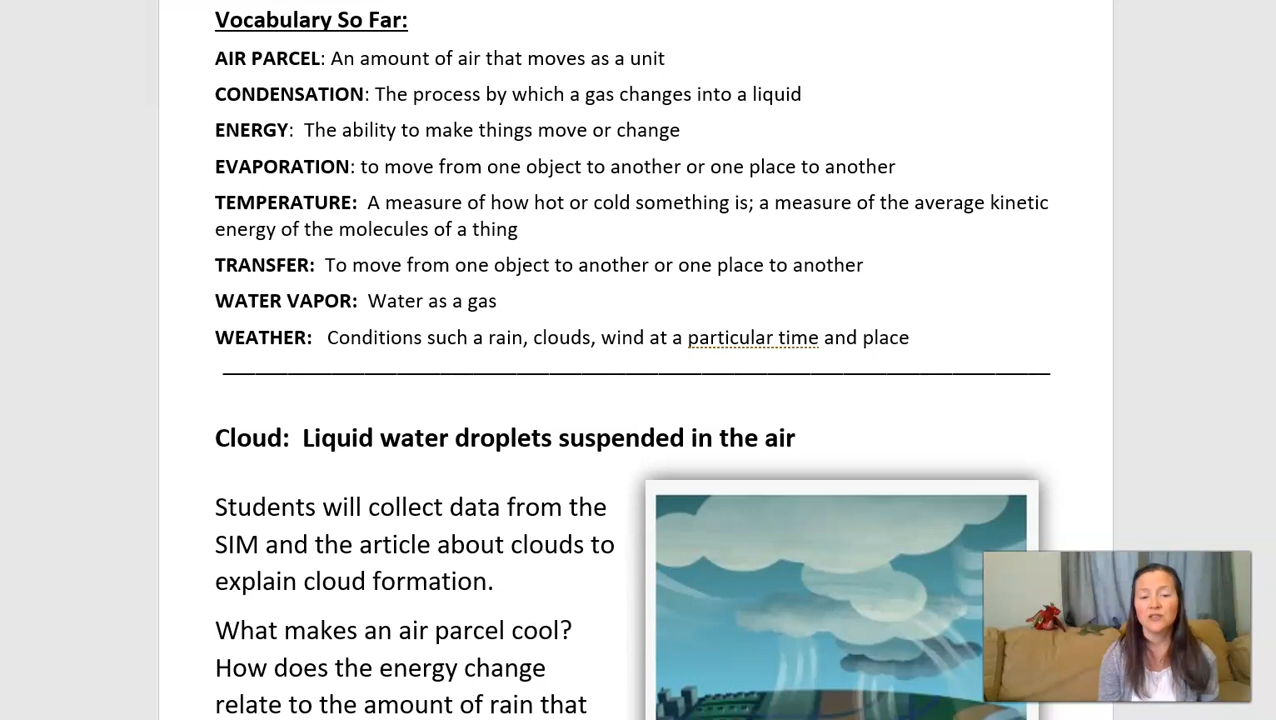 Vocabulary So Far:
AIR PARCEL: An amount of air that moves as a unit
CONDENSATION: The process by which a gas changes into a liquid
ENERGY:  The ability to make things move or change
EVAPORATION: to move from one object to another or one place to another
TEMPERATURE:  A measure of how hot or cold something is; a measure of the average kinetic
energy of the molecules of a thing
TRANSFER:  To move from one object to another or one place to another
WATER VAPOR:  Water as a gas
WEATHER:   Conditions such a rain, clouds, wind at a particular time and place
Cloud:  Liquid water droplets suspended in the air
Students will collect data from the
SIM and the article about clouds to
explain cloud formation.
What makes an air parcel cool?
How does the energy change
relate to the amount of rain that